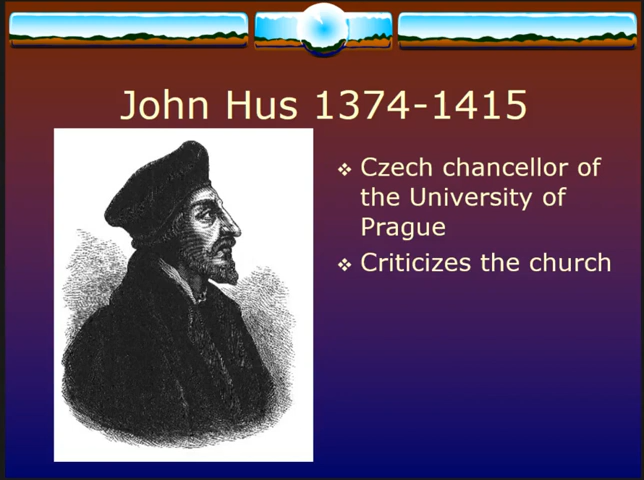 John Hus 1374-1415
❖ Czech chancellor of
the University of
Prague
❖ Criticizes the church